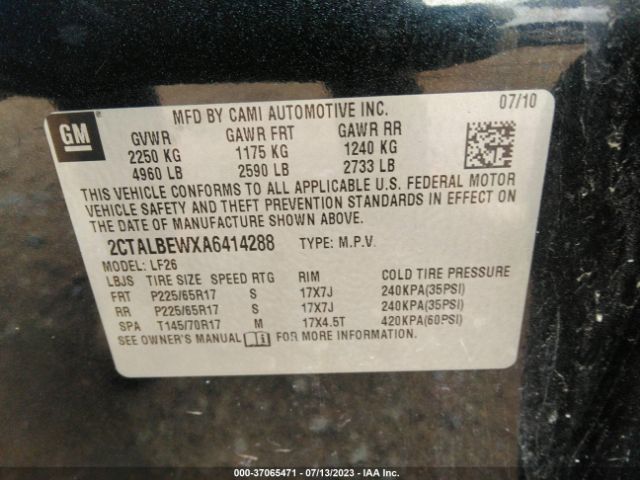 MFD BY CAMI AUTOMOTIVE INC. 07/10
GM
GVWR GAWR FRT GAWR RR
2250 KG 1175 KG 1240 KG
4960 LB 2590 LB 2733 LB
THIS VEHICLE CONFORMS TO ALL APPLICABLE U.S. FEDERAL MOTOR
VEHICLE SAFETY AND THEFT PREVENTION STANDARDS IN EFFECT ON
THE DATE OF MANUFACTURE SHOWN ABOVE.
2CTALBEWXA6414288 TYPE: M.P.V.
MODEL: LF26
LBJS TIRE SIZE SPEED RTG RIM COLD TIRE PRESSURE
FRT P225/65R17 S 17X7J 240KPA(35PSI)
RR P225/65R17 S 17X7J 240KPA(35PSI)
SPA T145/70R17 M 17X4.5T 420KPA(60PSI)
SEE OWNER'S MANUAL FOR MORE INFORMATION.
000-37065471 - 07/13/2023 - IAA Inc.